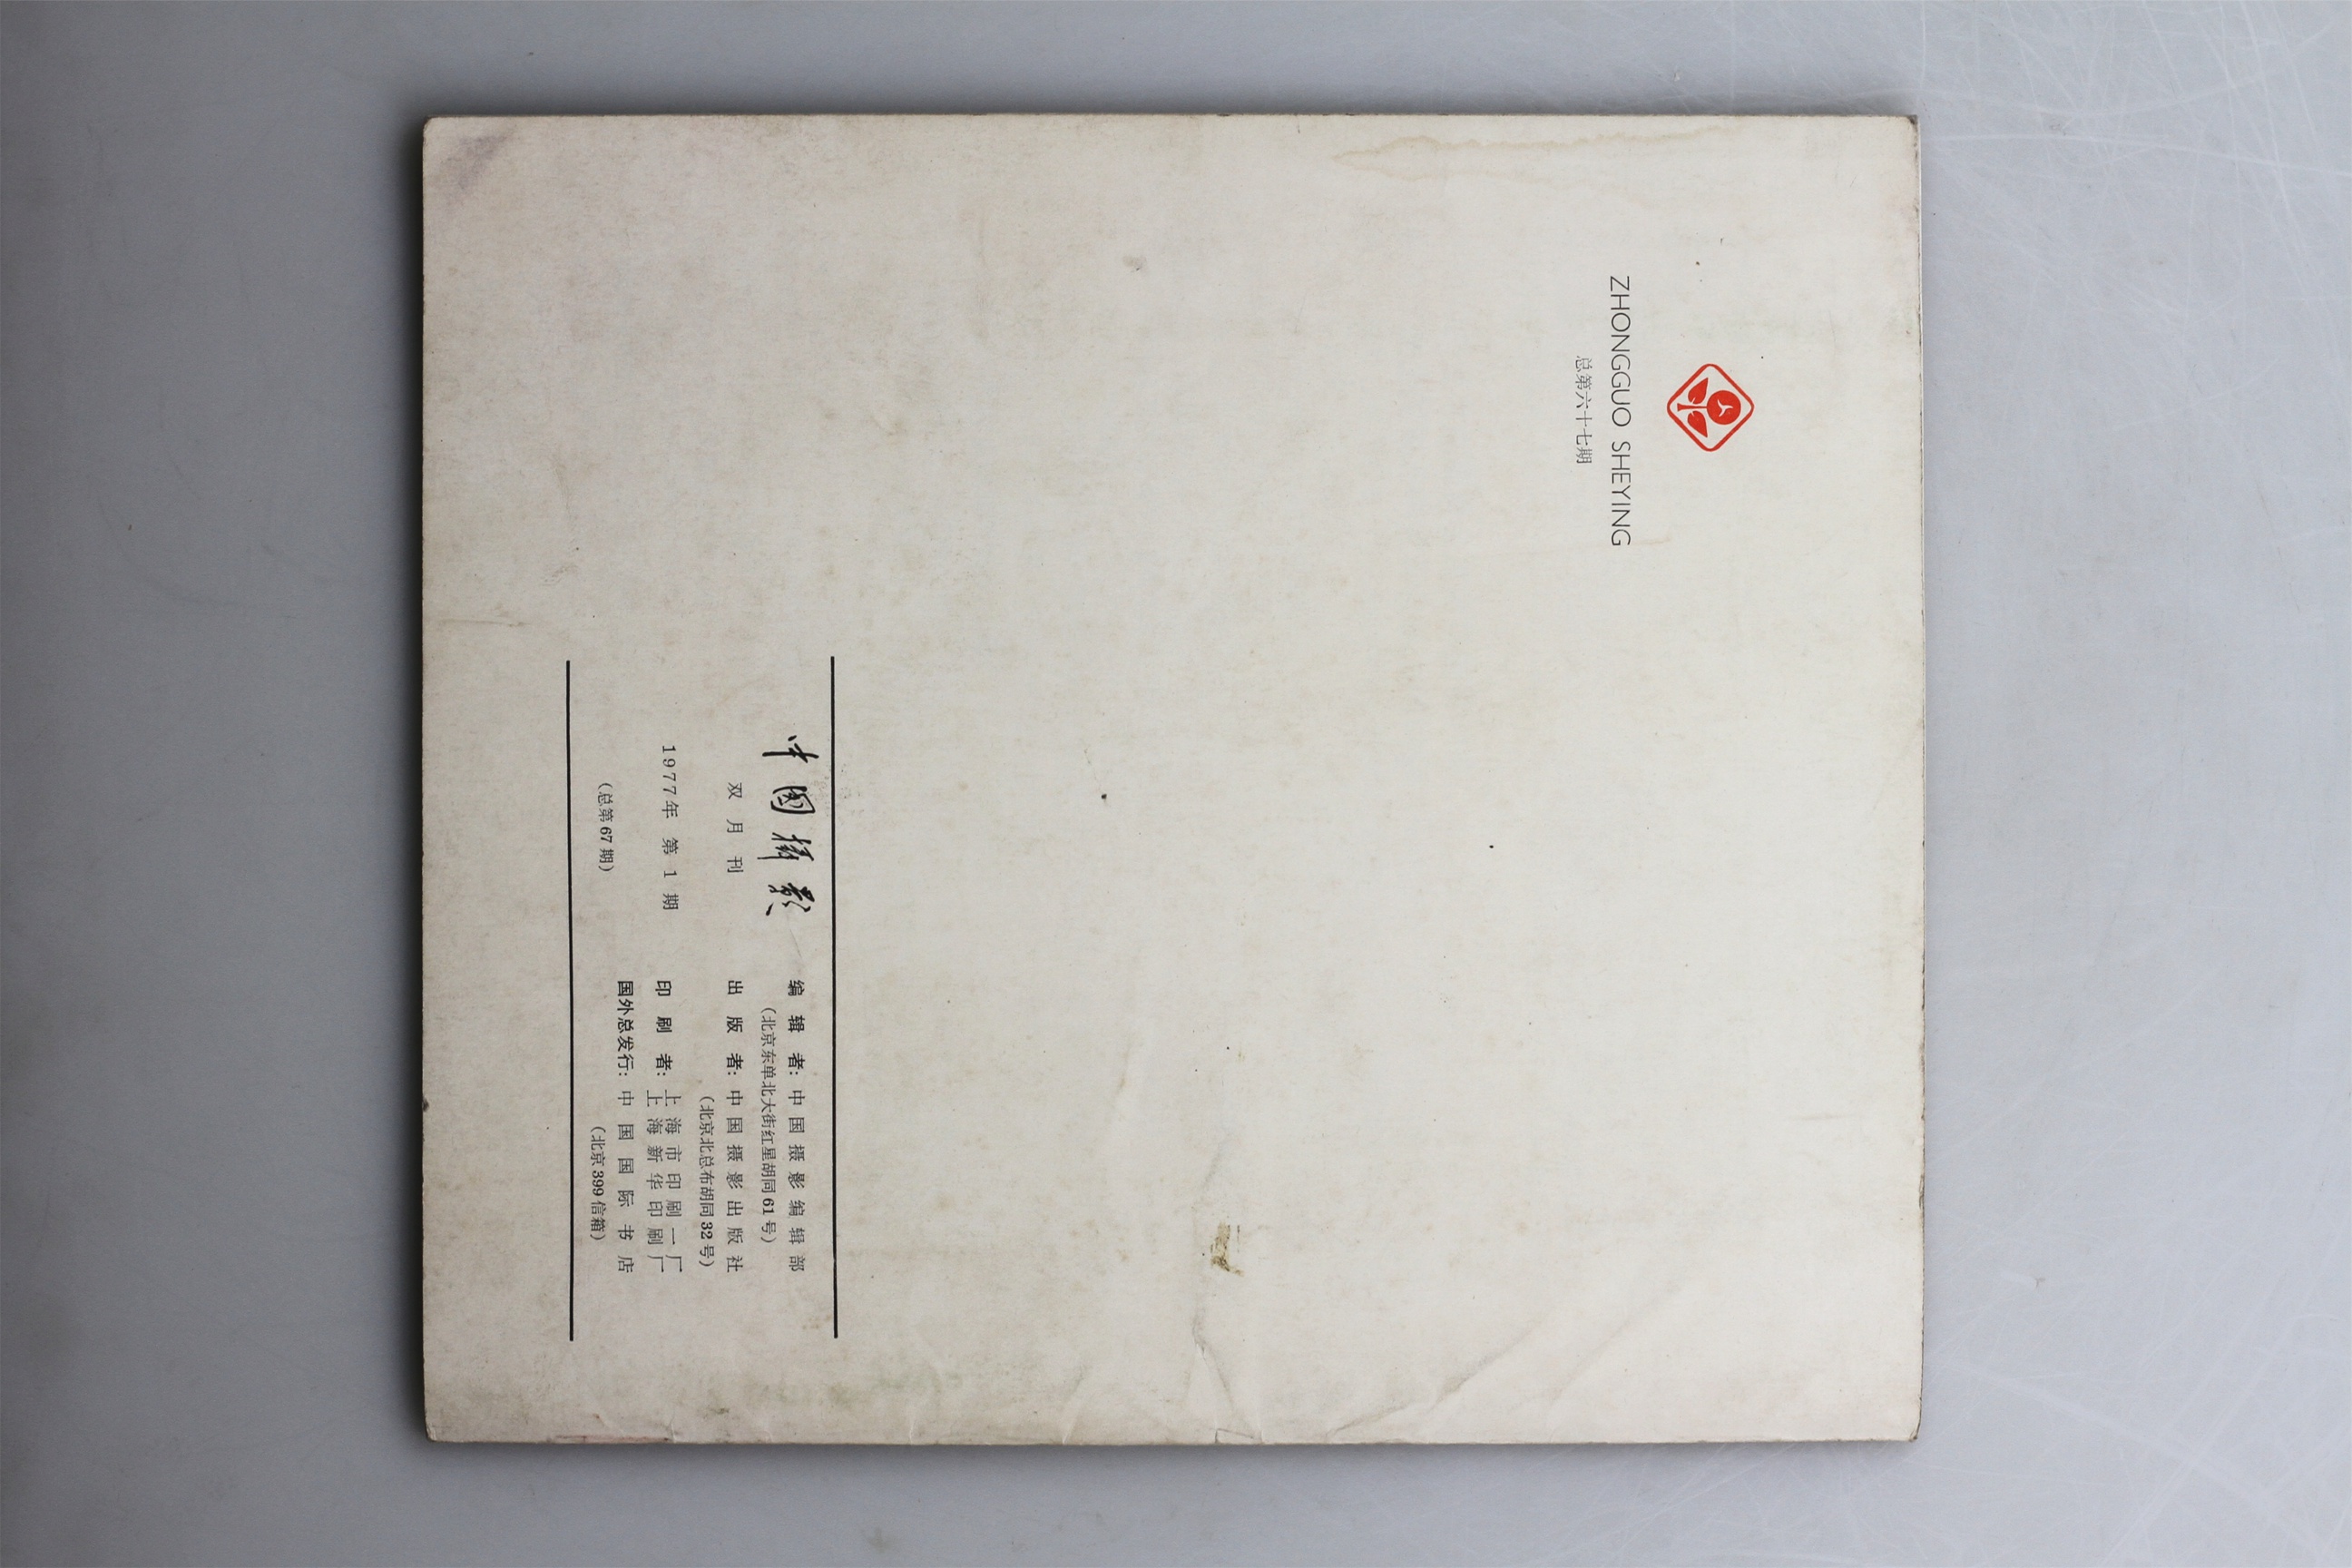 ZHONGGUO SHEYING
总第六十七期
中国摄影
双月刊
1977年 第1期
(总第67期)
编辑者: 中国摄影编辑部
(北京东单北大街红星胡同61号)
出版者: 中国摄影出版社
(北京北总布胡同32号)
印刷者: 上海市印刷一厂
上海新华印刷厂
国外总发行: 中国国际书店
(北京399信箱)